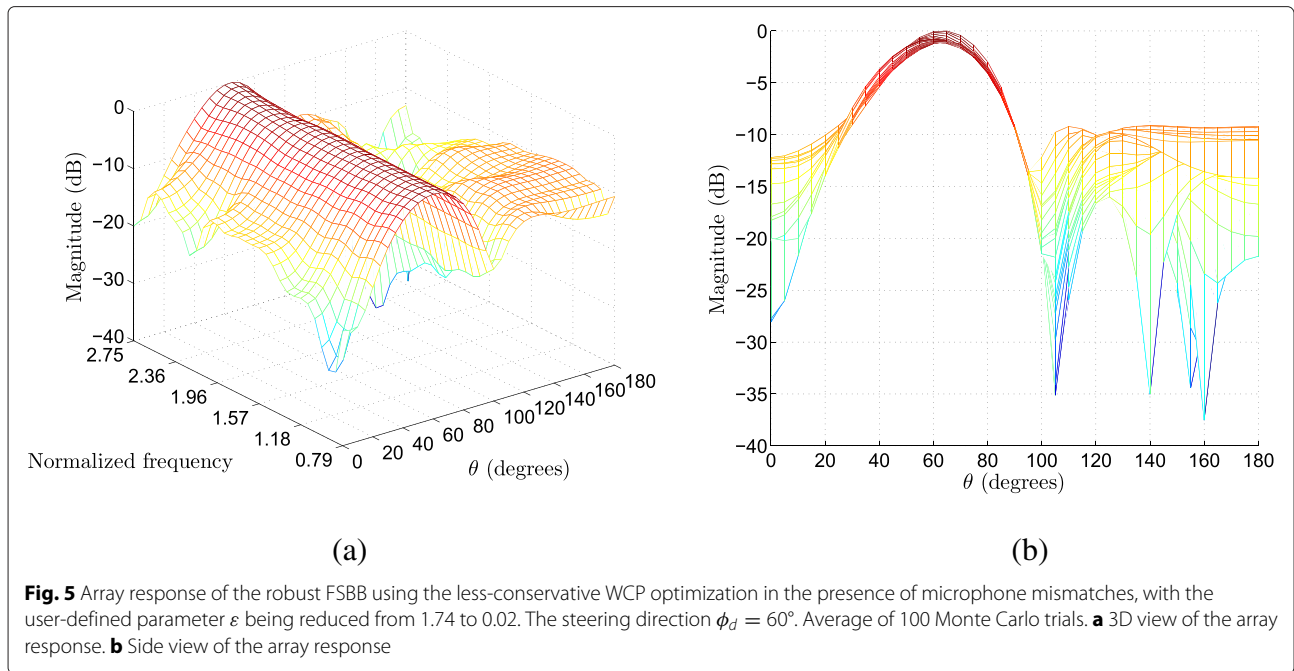 0
−10
−20
−30
−40
Magnitude (dB)
2.75
2.36
1.96
1.57
1.18
0.79
Normalized frequency
0 20 40 60 80 100 120 140 160 180
θ (degrees)
(a)
0
−5
−10
−15
−20
−25
−30
−35
−40
Magnitude (dB)
0 20 40 60 80 100 120 140 160 180
θ (degrees)
(b)
Fig. 5 Array response of the robust FSBB using the less-conservative WCP optimization in the presence of microphone mismatches, with the
user-defined parameter ε being reduced from 1.74 to 0.02. The steering direction ϕd = 60°. Average of 100 Monte Carlo trials. a 3D view of the array
response. b Side view of the array response